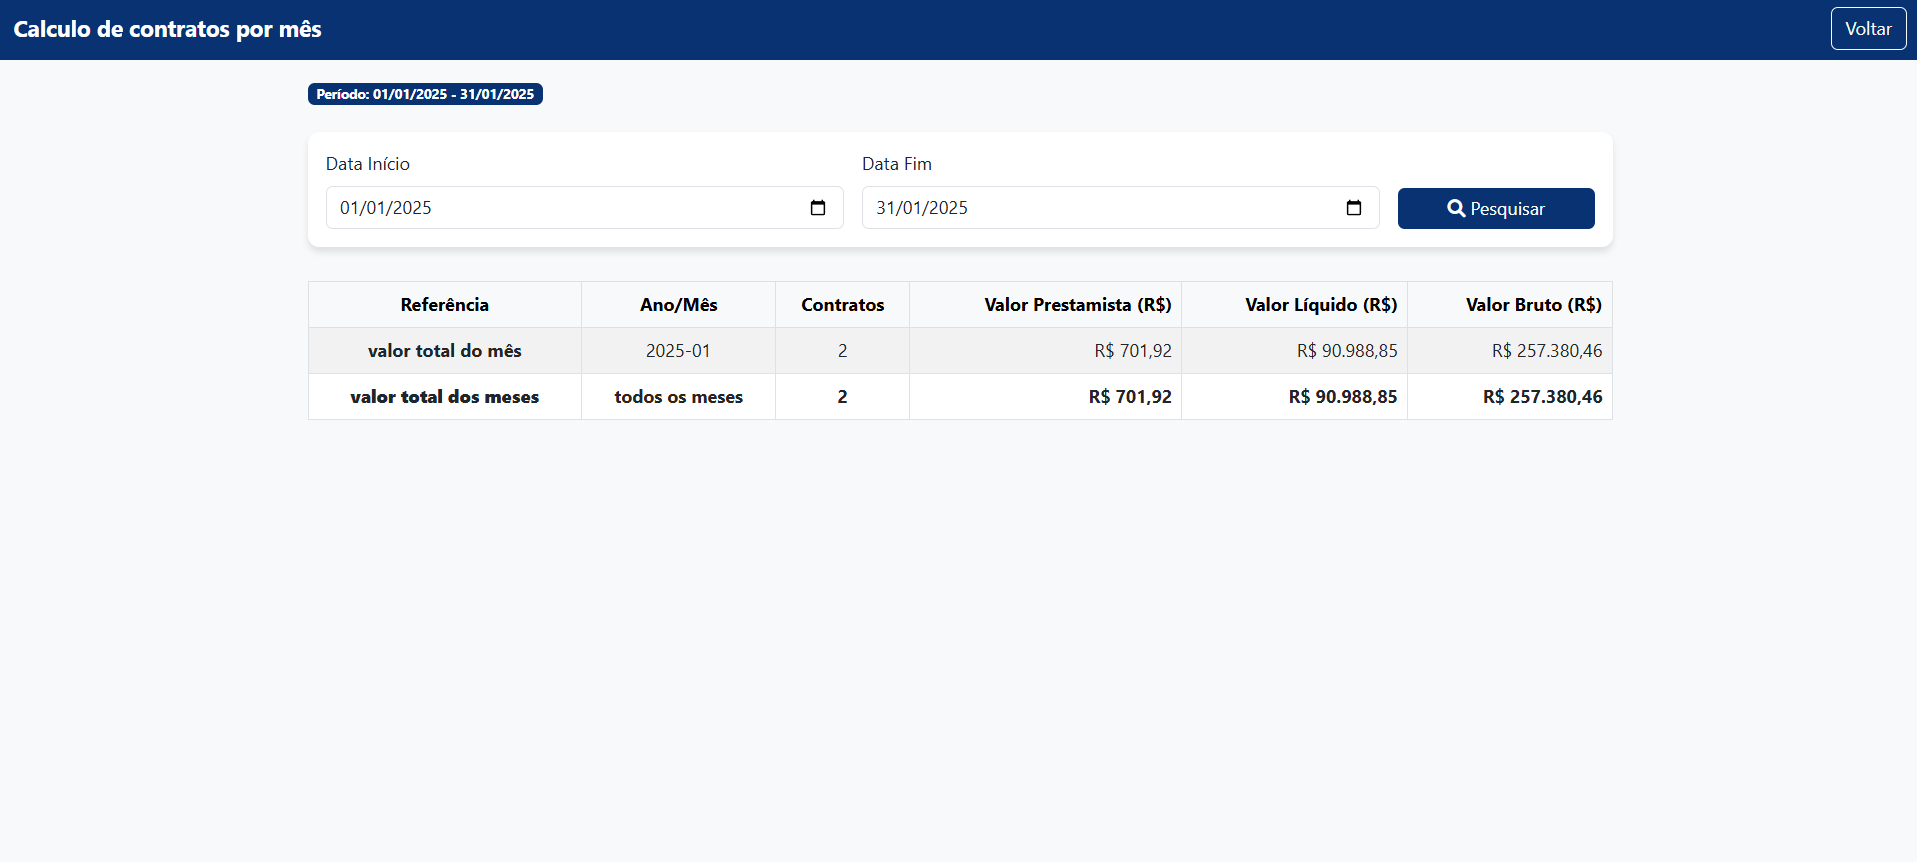 Calculo de contratos por mês
Voltar
Período: 01/01/2025 - 31/01/2025
Data Início Data Fim
01/01/2025 31/01/2025 Pesquisar
Referência Ano/Mês Contratos Valor Prestamista (R$) Valor Líquido (R$) Valor Bruto (R$)
valor total do mês 2025-01 2 R$ 701,92 R$ 90.988,85 R$ 257.380,46
valor total dos meses todos os meses 2 R$ 701,92 R$ 90.988,85 R$ 257.380,46